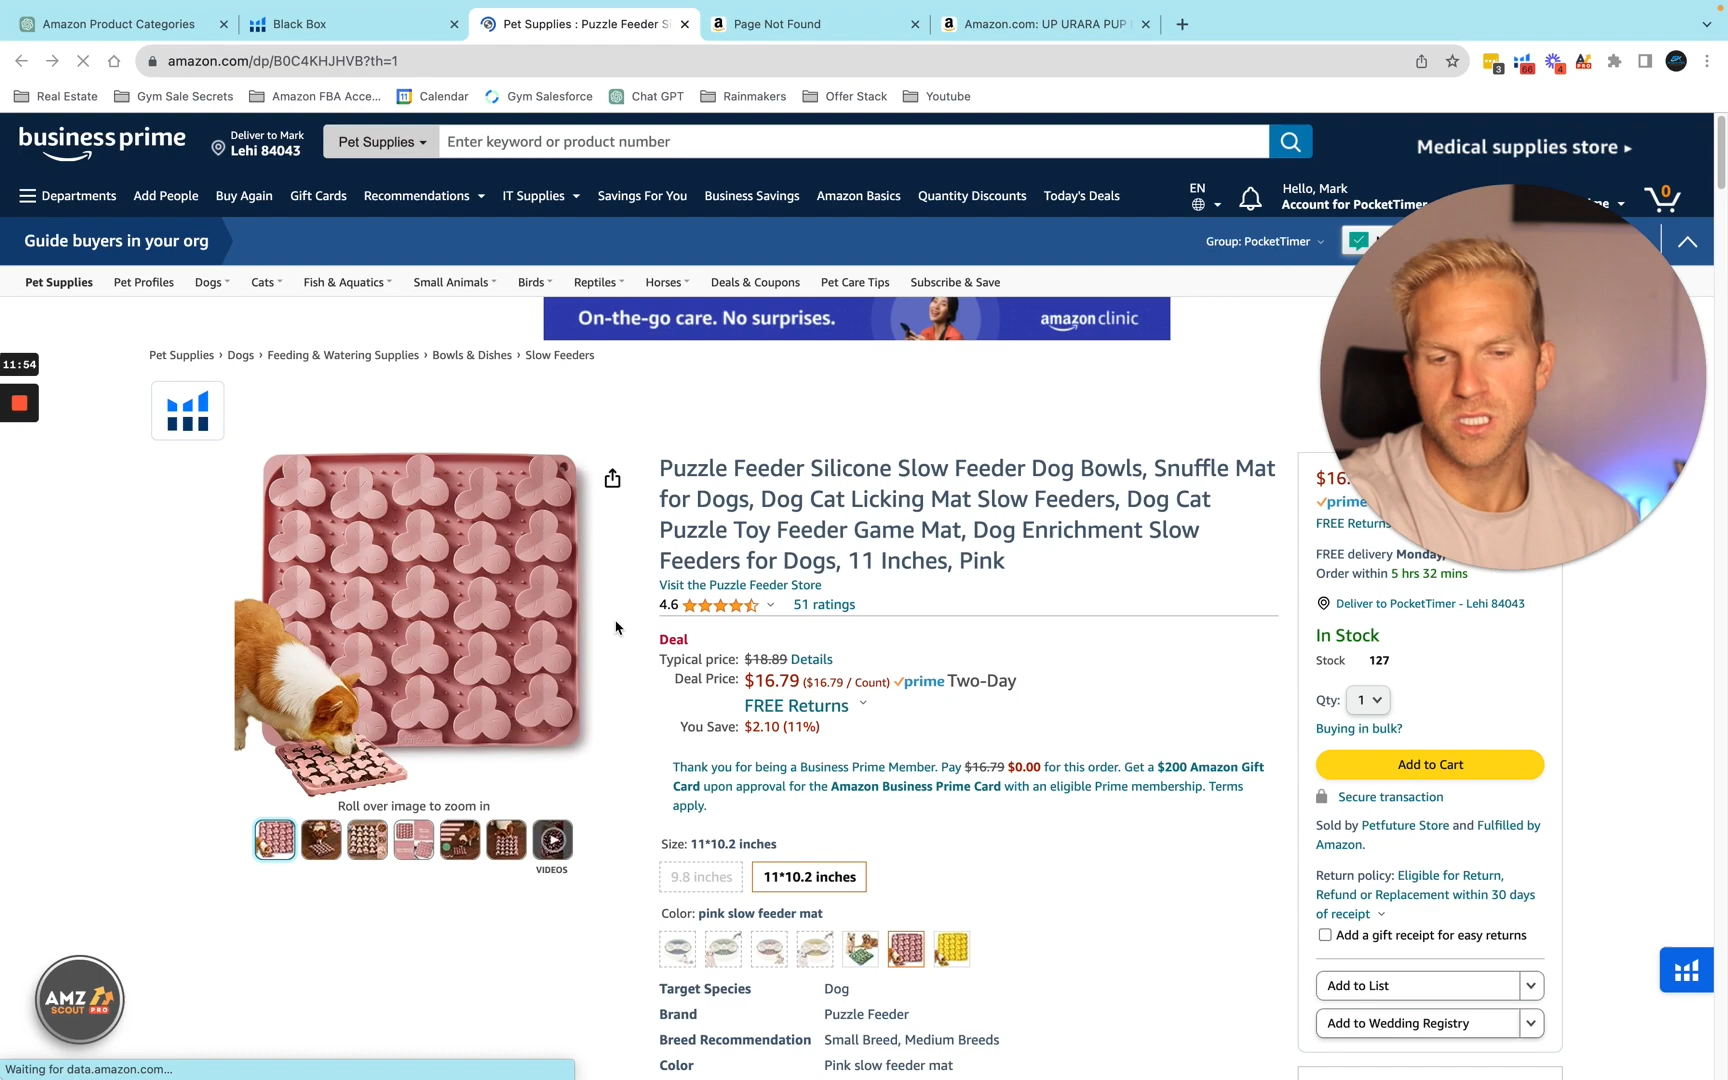 Amazon Product Categories
Black Box
Pet Supplies : Puzzle Feeder S
Page Not Found
Amazon.com: UP URARA PUP
amazon.com/dp/B0C4KHJHVB?th=1
3
66
4
Real Estate
Gym Sale Secrets
Amazon FBA Acce...
Calendar
Gym Salesforce
Chat GPT
Rainmakers
Offer Stack
Youtube
business prime
Deliver to Mark
Lehi 84043
Pet Supplies
Enter keyword or product number
Medical supplies store ▸
Departments
Add People
Buy Again
Gift Cards
Recommendations
IT Supplies
Savings For You
Business Savings
Amazon Basics
Quantity Discounts
Today's Deals
EN
Hello, Mark
Account for PocketTimer
0
Guide buyers in your org
Group: PocketTimer
Pet Supplies
Pet Profiles
Dogs
Cats
Fish & Aquatics
Small Animals
Birds
Reptiles
Horses
Deals & Coupons
Pet Care Tips
Subscribe & Save
On-the-go care. No surprises.
amazon clinic
11:54
Pet Supplies › Dogs › Feeding & Watering Supplies › Bowls & Dishes › Slow Feeders
Puzzle Feeder Silicone Slow Feeder Dog Bowls, Snuffle Mat
for Dogs, Dog Cat Licking Mat Slow Feeders, Dog Cat
Puzzle Toy Feeder Game Mat, Dog Enrichment Slow
Feeders for Dogs, 11 Inches, Pink
Visit the Puzzle Feeder Store
4.6
51 ratings
Deal
Typical price: $18.89 Details
Deal Price: $16.79 ($16.79 / Count) prime Two-Day
FREE Returns
You Save: $2.10 (11%)
Thank you for being a Business Prime Member. Pay $16.79 $0.00 for this order. Get a $200 Amazon Gift
Card upon approval for the Amazon Business Prime Card with an eligible Prime membership. Terms
apply.
Size: 11*10.2 inches
9.8 inches
11*10.2 inches
Color: pink slow feeder mat
Target Species Dog
Brand Puzzle Feeder
Breed Recommendation Small Breed, Medium Breeds
Color Pink slow feeder mat
Roll over image to zoom in
VIDEOS
AMZ
SCOUT PRO
Waiting for data.amazon.com...
$16.
prime
FREE Returns
FREE delivery Monday,
Order within 5 hrs 32 mins
Deliver to PocketTimer - Lehi 84043
In Stock
Stock 127
Qty: 1
Buying in bulk?
Add to Cart
Secure transaction
Sold by Petfuture Store and Fulfilled by
Amazon.
Return policy: Eligible for Return,
Refund or Replacement within 30 days
of receipt
Add a gift receipt for easy returns
Add to List
Add to Wedding Registry